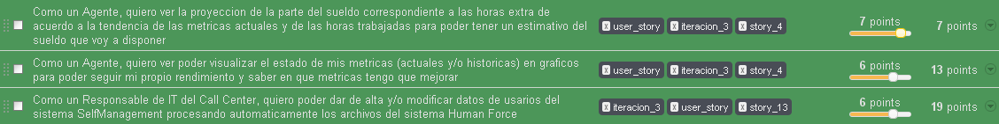 Como un Agente, quiero ver la proyeccion de la parte del sueldo correspondiente a las horas extra de
acuerdo a la tendencia de las metricas actuales y de las horas trabajadas para poder tener un estimativo del
sueldo que voy a disponer
x user_story x iteracion_3 x story_4
7 points
7 points
Como un Agente, quiero ver poder visualizar el estado de mis metricas (actuales y/o historicas) en graficos
para poder seguir mi propio rendimiento y saber en que metricas tengo que mejorar
x user_story x iteracion_3 x story_4
6 points
13 points
Como un Responsable de IT del Call Center, quiero poder dar de alta y/o modificar datos de usarios del
sistema SelfManagement procesando automaticamente los archivos del sistema Human Force
x iteracion_3 x user_story x story_13
6 points
19 points